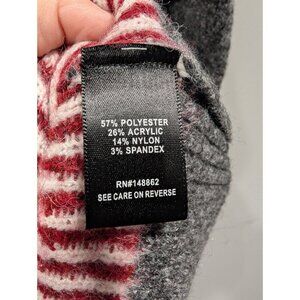 57% POLYESTER
26% ACRYLIC
14% NYLON
3% SPANDEX
RN#148862
SEE CARE ON REVERSE